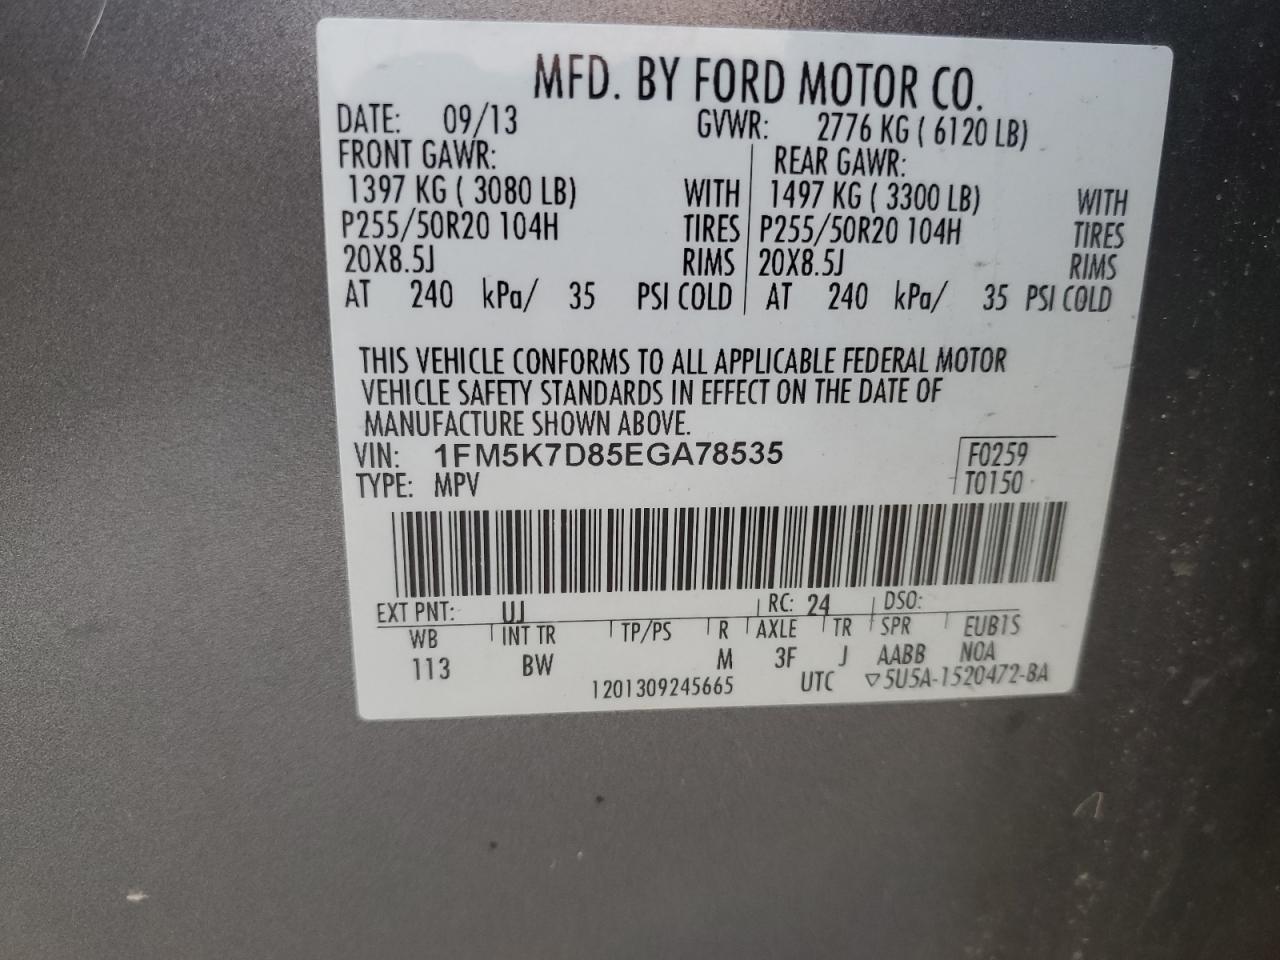 MFD. BY FORD MOTOR CO.
DATE: 09/13 GVWR: 2776 KG ( 6120 LB)
FRONT GAWR: REAR GAWR:
1397 KG ( 3080 LB) WITH 1497 KG ( 3300 LB) WITH
P255/50R20 104H TIRES P255/50R20 104H TIRES
20X8.5J RIMS 20X8.5J RIMS
AT 240 kPa/ 35 PSI COLD AT 240 kPa/ 35 PSI COLD
THIS VEHICLE CONFORMS TO ALL APPLICABLE FEDERAL MOTOR
VEHICLE SAFETY STANDARDS IN EFFECT ON THE DATE OF
MANUFACTURE SHOWN ABOVE.
VIN: 1FM5K7D85EGA78535 F0259
TYPE: MPV T0150
EXT PNT: UJ RC: 24 DSO:
WB INT TR TP/PS R AXLE TR SPR EUB1S
113 BW M 3F J AABB NOA
1201309245665 UTC ▽5U5A-1520472-BA